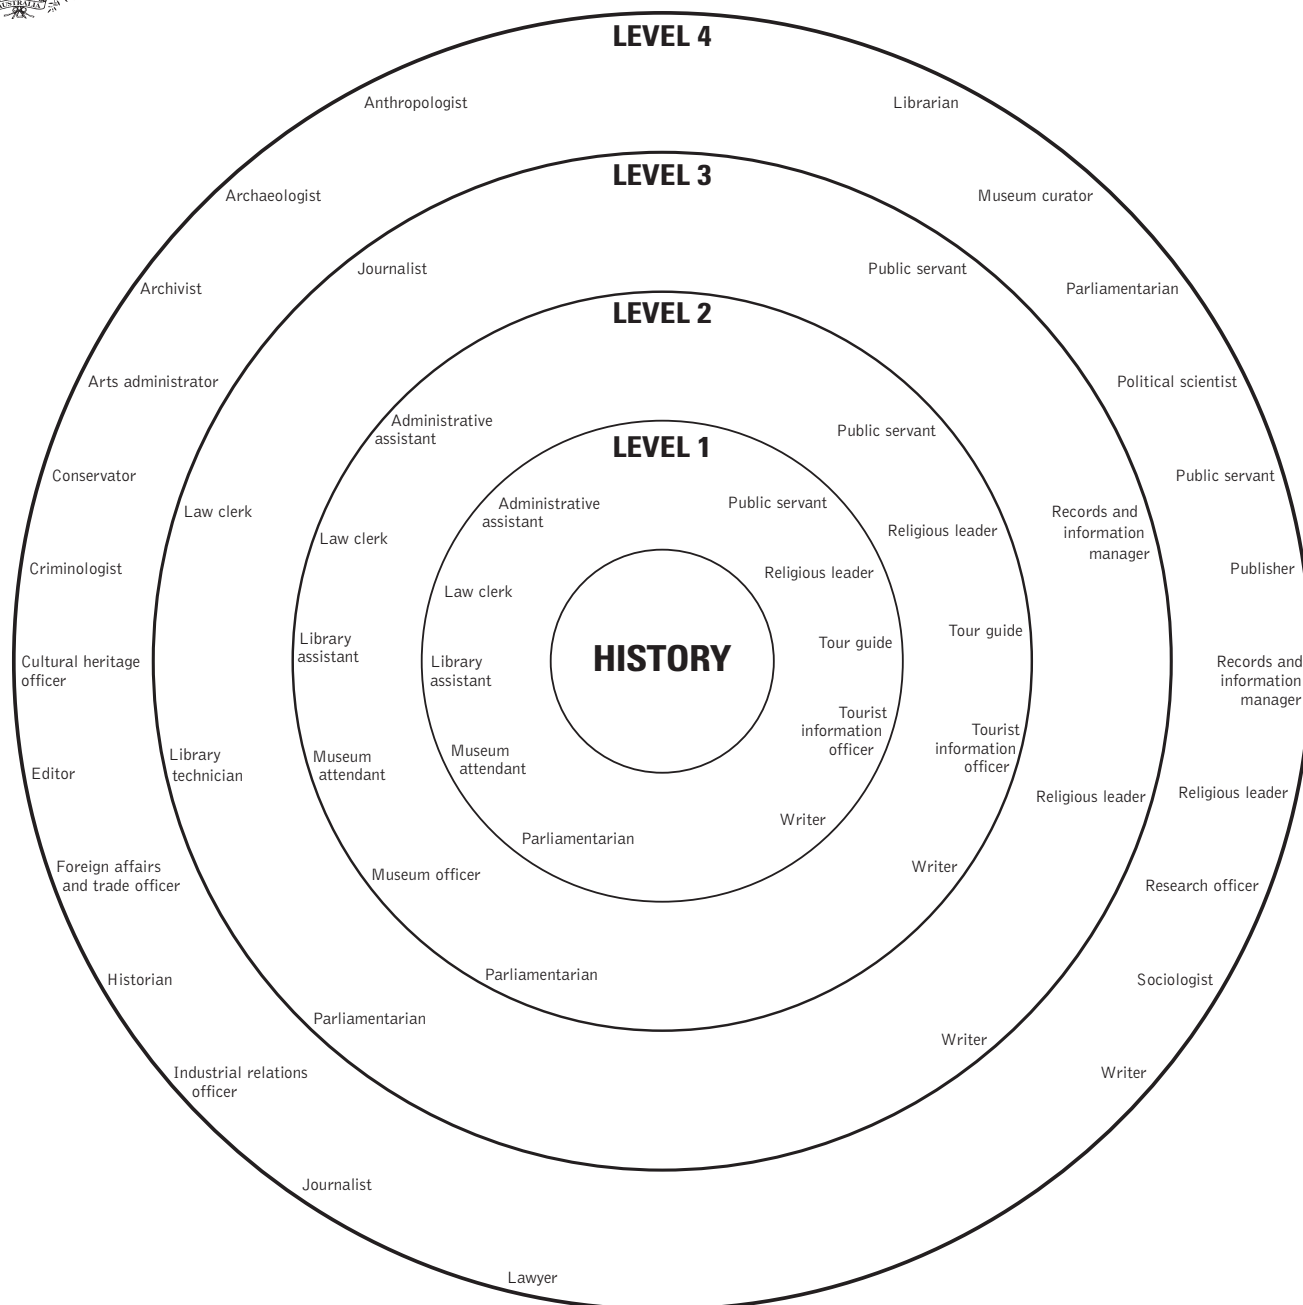 AUSTRALIA
LEVEL 4
Anthropologist
Librarian
Archaeologist
Museum curator
Archivist
Parliamentarian
Arts administrator
Political scientist
Conservator
Public servant
Criminologist
Publisher
Cultural heritage
officer
Records and
information
manager
Editor
Religious leader
Foreign affairs
and trade officer
Research officer
Historian
Sociologist
Industrial relations
officer
Writer
Journalist
Lawyer
LEVEL 3
Journalist
Public servant
Law clerk
Records and
information
manager
Library
technician
Religious leader
Parliamentarian
Writer
LEVEL 2
Administrative
assistant
Public servant
Law clerk
Religious leader
Library
assistant
Tour guide
Museum
attendant
Tourist
information
officer
Museum officer
Writer
Parliamentarian
LEVEL 1
Administrative
assistant
Public servant
Law clerk
Religious leader
Library
assistant
Tour guide
Museum
attendant
Tourist
information
officer
Parliamentarian
Writer
HISTORY